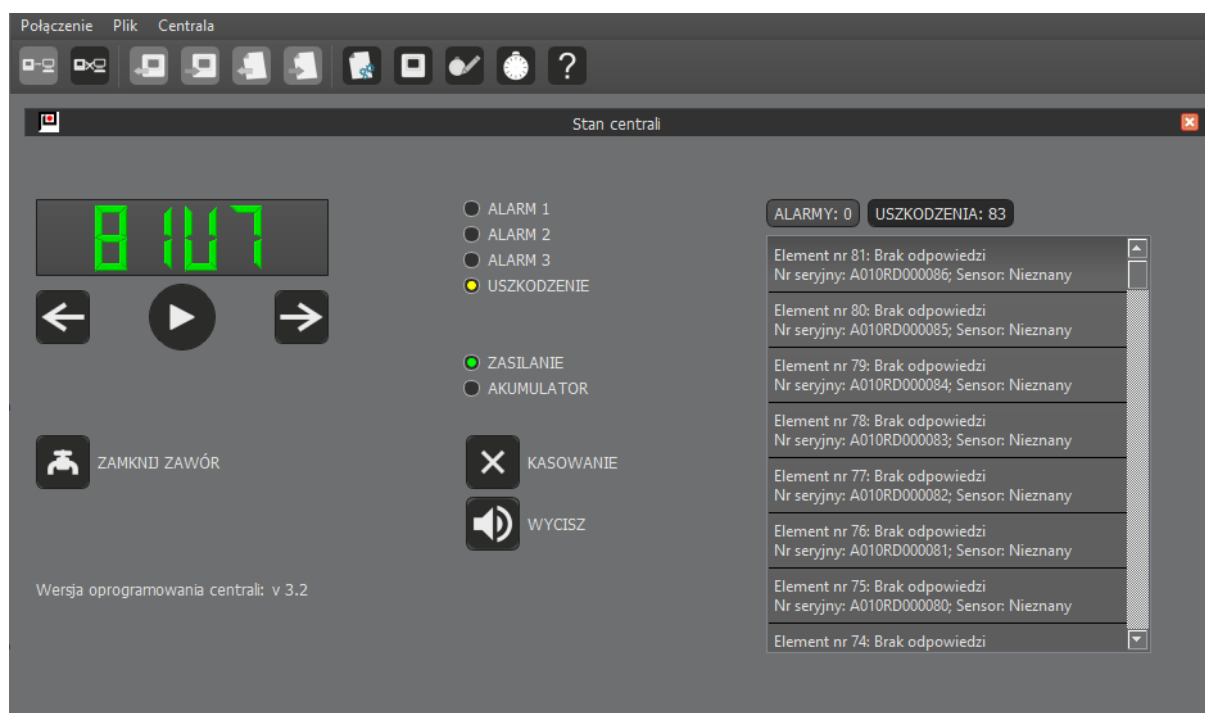 Połączenie Plik Centrala
?
Stan centrali
81U7
ALARM 1
ALARM 2
ALARM 3
USZKODZENIE
ZASILANIE
AKUMULATOR
ZAMKNIJ ZAWÓR
KASOWANIE
WYCISZ
Wersja oprogramowania centrali: v 3.2
ALARMY: 0 USZKODZENIA: 83
Element nr 81: Brak odpowiedzi
Nr seryjny: A010RD000086; Sensor: Nieznany
Element nr 80: Brak odpowiedzi
Nr seryjny: A010RD000085; Sensor: Nieznany
Element nr 79: Brak odpowiedzi
Nr seryjny: A010RD000084; Sensor: Nieznany
Element nr 78: Brak odpowiedzi
Nr seryjny: A010RD000083; Sensor: Nieznany
Element nr 77: Brak odpowiedzi
Nr seryjny: A010RD000082; Sensor: Nieznany
Element nr 76: Brak odpowiedzi
Nr seryjny: A010RD000081; Sensor: Nieznany
Element nr 75: Brak odpowiedzi
Nr seryjny: A010RD000080; Sensor: Nieznany
Element nr 74: Brak odpowiedzi